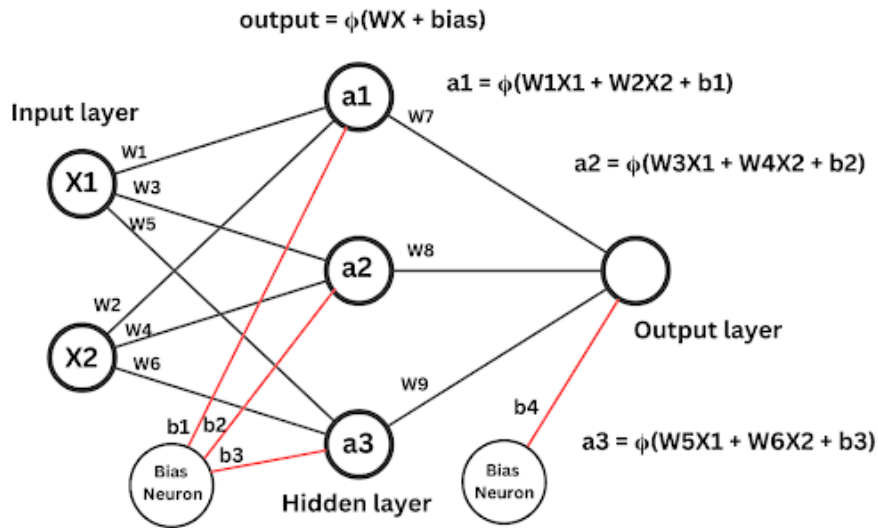 output = ϕ(WX + bias)
a1 = ϕ(W1X1 + W2X2 + b1)
Input layer
a1
W7
W1
a2 = ϕ(W3X1 + W4X2 + b2)
X1
W3
W5
a2
W8
W2
Output layer
W4
X2
W6
W9
b1
b2
b4
b3
a3
a3 = ϕ(W5X1 + W6X2 + b3)
Bias
Neuron
Bias
Neuron
Hidden layer